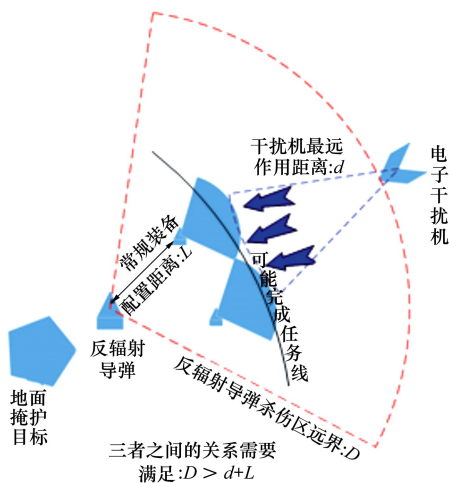 干扰机最远
作用距离:d
电子干扰机
常规装备
配置距离:L
可能完成任务线
反辐射
导弹
反辐射导弹杀伤区远界:D
地面
掩护
目标
三者之间的关系需要
满足:D > d+L